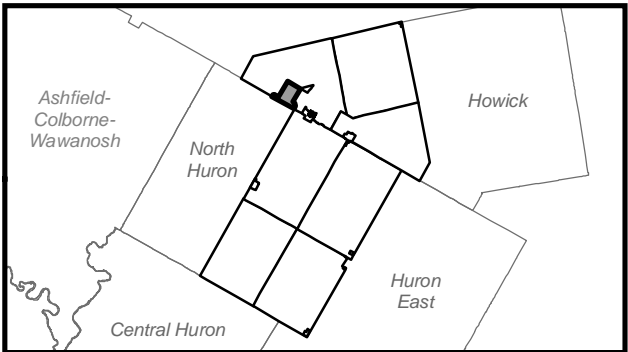 Ashfield-
Colborne-
Wawanosh
North
Huron
Howick
Huron
East
Central Huron